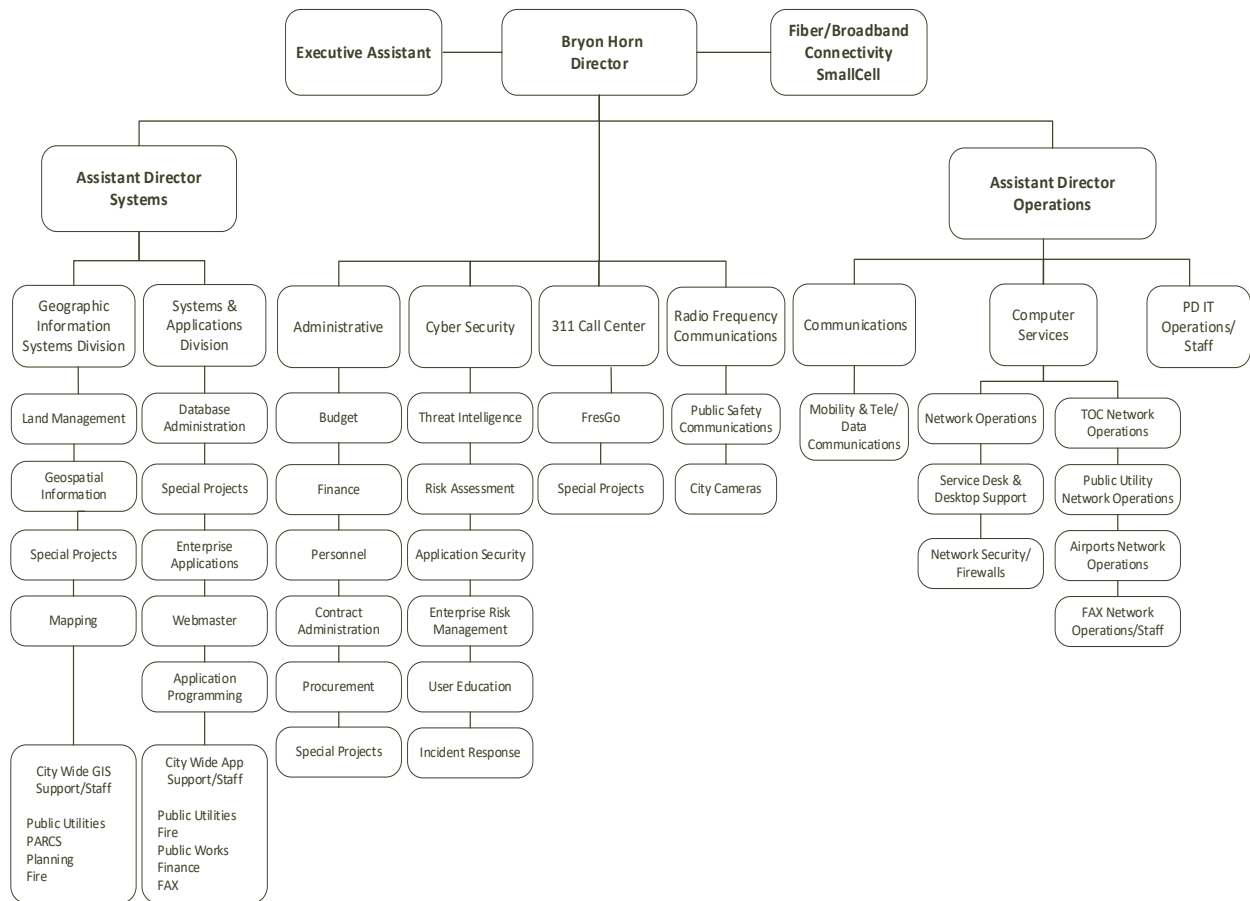 Executive Assistant
Bryon Horn
Director
Fiber/Broadband
Connectivity
SmallCell
Assistant Director
Systems
Assistant Director
Operations
Geographic
Information
Systems Division
Systems &
Applications
Division
Administrative
Cyber Security
311 Call Center
Radio Frequency
Communications
Communications
Computer
Services
PD IT
Operations/
Staff
Land Management
Geospatial
Information
Special Projects
Mapping
City Wide GIS
Support/Staff
Public Utilities
PARCS
Planning
Fire
Database
Administration
Special Projects
Enterprise
Applications
Webmaster
Application
Programming
City Wide App
Support/Staff
Public Utilities
Fire
Public Works
Finance
FAX
Budget
Finance
Personnel
Contract
Administration
Procurement
Special Projects
Threat Intelligence
Risk Assessment
Application Security
Enterprise Risk
Management
User Education
Incident Response
FresGo
Special Projects
Public Safety
Communications
City Cameras
Mobility & Tele/
Data
Communications
Network Operations
Service Desk &
Desktop Support
Network Security/
Firewalls
TOC Network
Operations
Public Utility
Network Operations
Airports Network
Operations
FAX Network
Operations/Staff